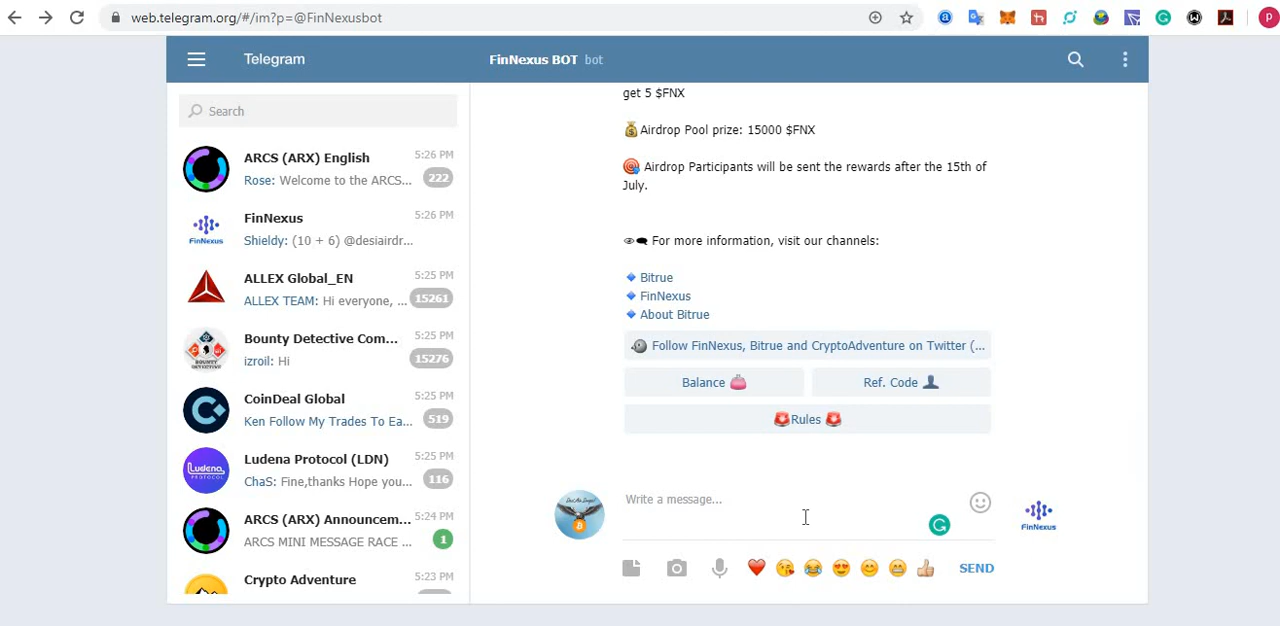 web.telegram.org/#/im?p=@FinNexusbot
Telegram
FinNexus BOT bot
Search
ARCS (ARX) English 5:26 PM
Rose: Welcome to the ARCS... 222
FinNexus 5:26 PM
Shieldy: (10 + 6) @desiairdr...
FinNexus
ALLEX Global_EN 5:25 PM
ALLEX TEAM: Hi everyone, ... 15261
Bounty Detective Com... 5:25 PM
izroil: Hi 15276
CoinDeal Global 5:25 PM
Ken Follow My Trades To Ea... 519
Ludena Protocol (LDN) 5:25 PM
ChaS: Fine,thanks Hope you... 116
Ludena
PROTOCOL
ARCS (ARX) Announcem... 5:24 PM
ARCS MINI MESSAGE RACE ... 1
Crypto Adventure 5:23 PM
get 5 $FNX
💰Airdrop Pool prize: 15000 $FNX
🎯 Airdrop Participants will be sent the rewards after the 15th of
July.
👁‍🗨 For more information, visit our channels:
🔹 Bitrue
🔹 FinNexus
🔹 About Bitrue
Follow FinNexus, Bitrue and CryptoAdventure on Twitter (...
Balance 👛
Ref. Code 👤
🚨Rules 🚨
Write a message...
FinNexus
SEND